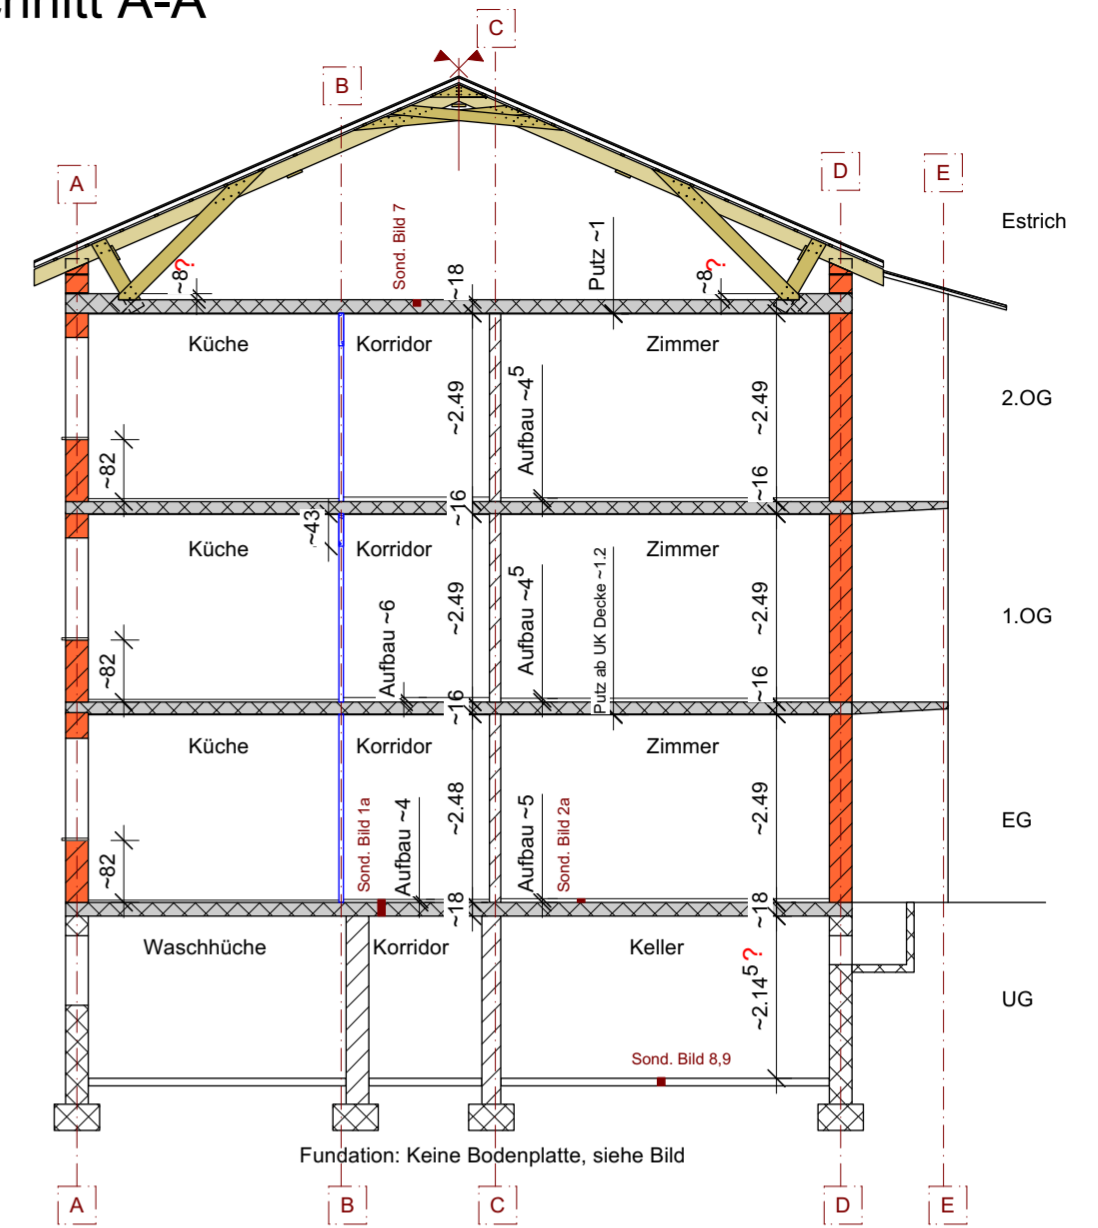 Schnitt A-A
C
B
A
D
E
Estrich
~8?
Sond. Bild 7
~18
Putz ~1
~8?
Küche
Korridor
Zimmer
~2.49
Aufbau ~4⁵
~2.49
2.OG
~82
~16
~16
~43
Küche
Korridor
Zimmer
~2.49
Aufbau ~4⁵
Putz ab UK Decke ~1.2
~2.49
1.OG
Aufbau ~6
~82
~16
~16
Küche
Korridor
Zimmer
Sond. Bild 1a
Aufbau ~4
~2.48
Aufbau ~5
Sond. Bild 2a
~2.49
EG
~82
~18
~18
Waschhüche
Korridor
Keller
~2.14⁵?
UG
Sond. Bild 8,9
Fundation: Keine Bodenplatte, siehe Bild
A
B
C
D
E